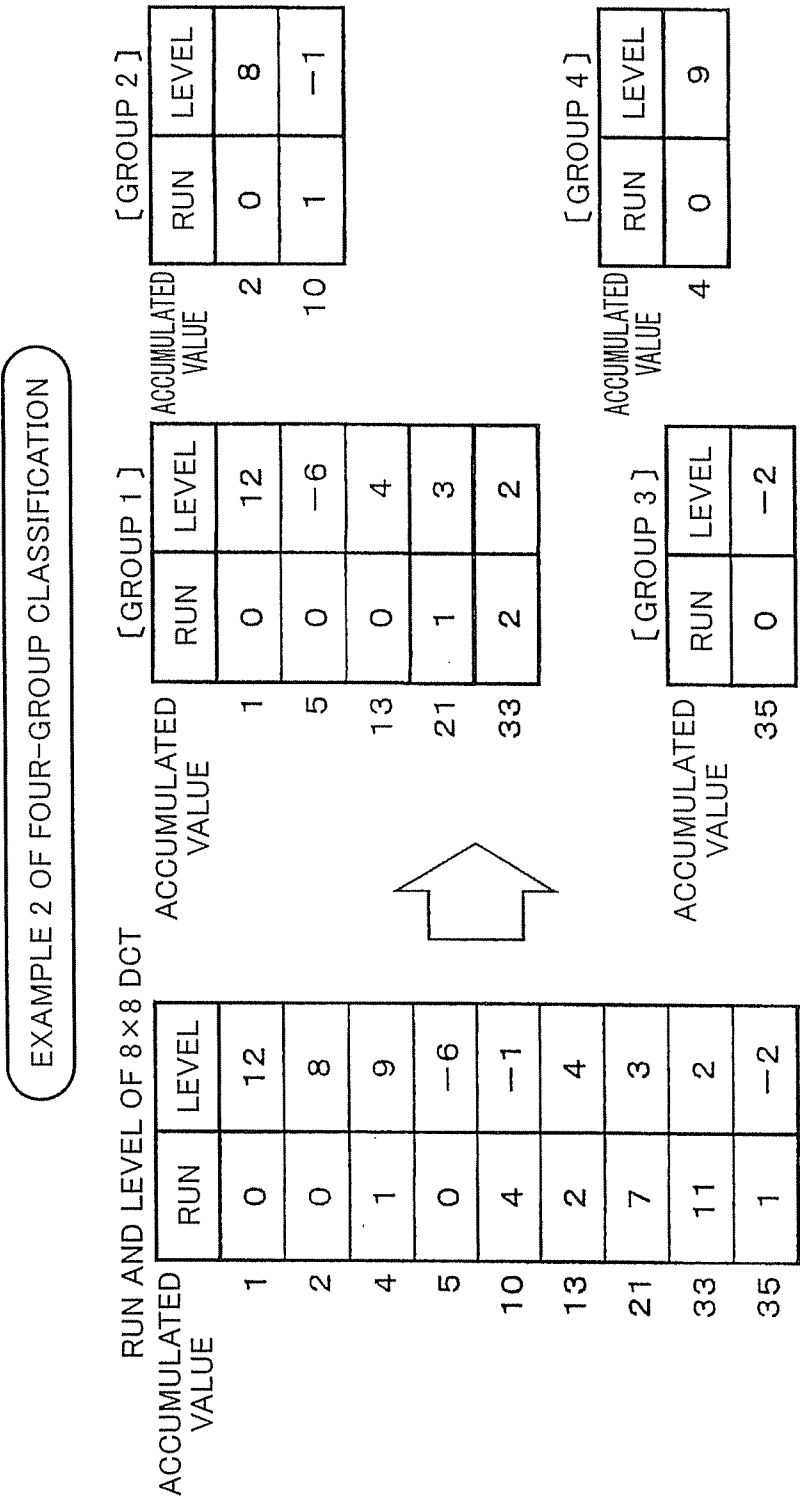 EXAMPLE 2 OF FOUR-GROUP CLASSIFICATION
RUN AND LEVEL OF 8×8 DCT
ACCUMULATED
VALUE
RUN LEVEL
1 0 12
2 0 8
4 1 9
5 0 −6
10 4 −1
13 2 4
21 7 3
33 11 2
35 1 −2
[GROUP 1]
ACCUMULATED
VALUE
RUN LEVEL
1 0 12
5 0 −6
13 0 4
21 1 3
33 2 2
[GROUP 2]
ACCUMULATED
VALUE
RUN LEVEL
2 0 8
10 1 −1
[GROUP 3]
ACCUMULATED
VALUE
RUN LEVEL
35 0 −2
[GROUP 4]
ACCUMULATED
VALUE
RUN LEVEL
4 0 9